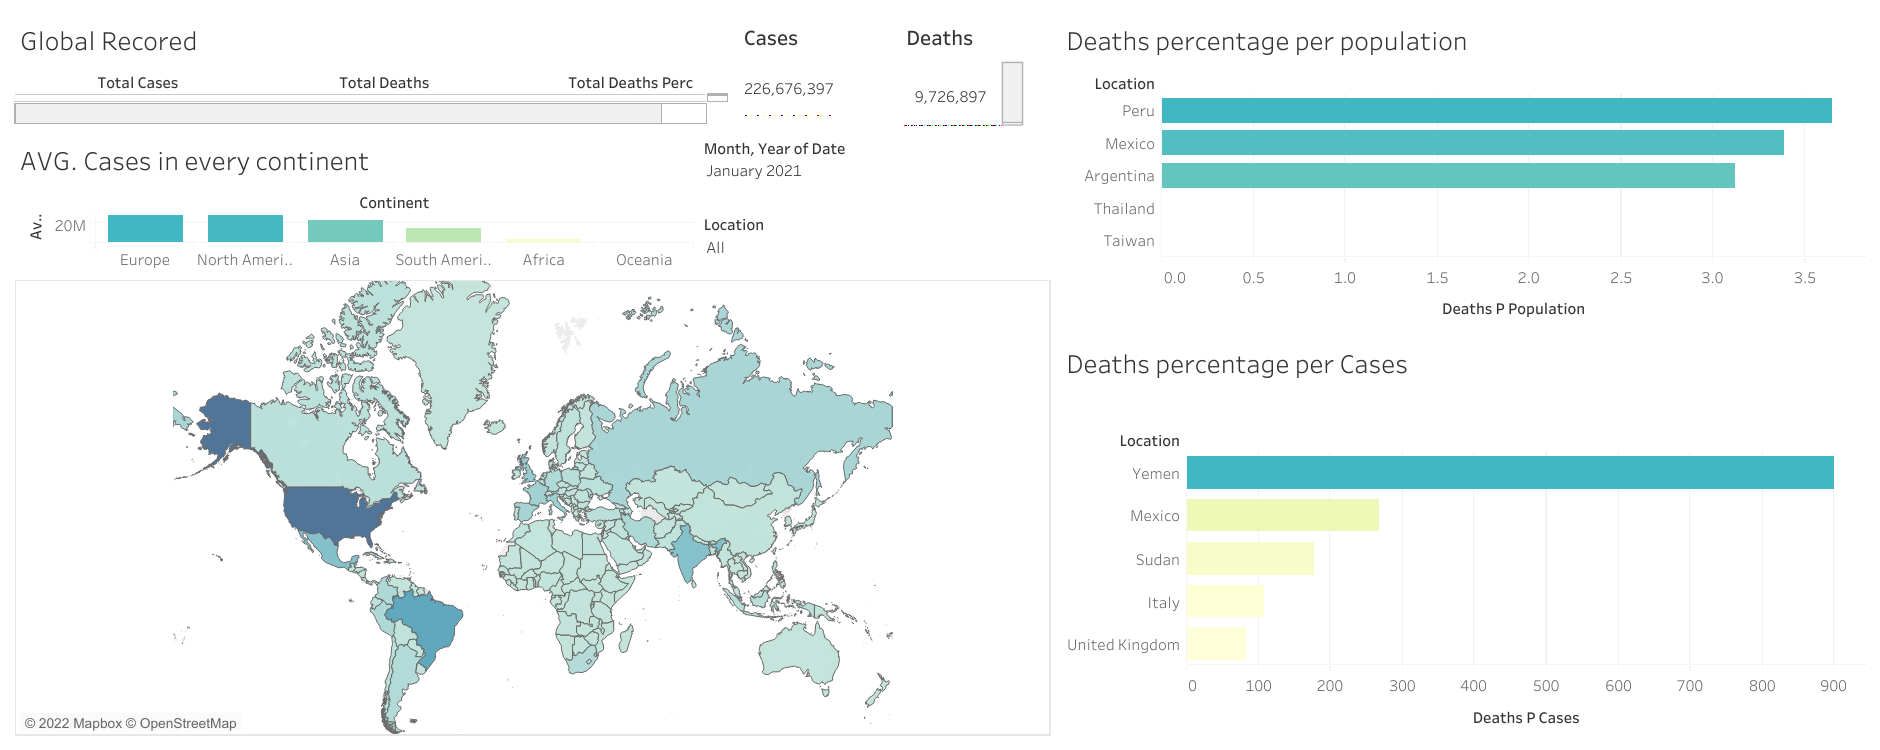 Global Recored
Total Cases
Total Deaths
Total Deaths Perc
Cases
226,676,397
Deaths
9,726,897
AVG. Cases in every continent
Month, Year of Date
January 2021
Continent
Av..
20M
Europe
North Ameri..
Asia
South Ameri..
Africa
Oceania
Location
All
© 2022 Mapbox © OpenStreetMap
Deaths percentage per population
Location
Peru
Mexico
Argentina
Thailand
Taiwan
0.0 0.5 1.0 1.5 2.0 2.5 3.0 3.5
Deaths P Population
Deaths percentage per Cases
Location
Yemen
Mexico
Sudan
Italy
United Kingdom
0 100 200 300 400 500 600 700 800 900
Deaths P Cases